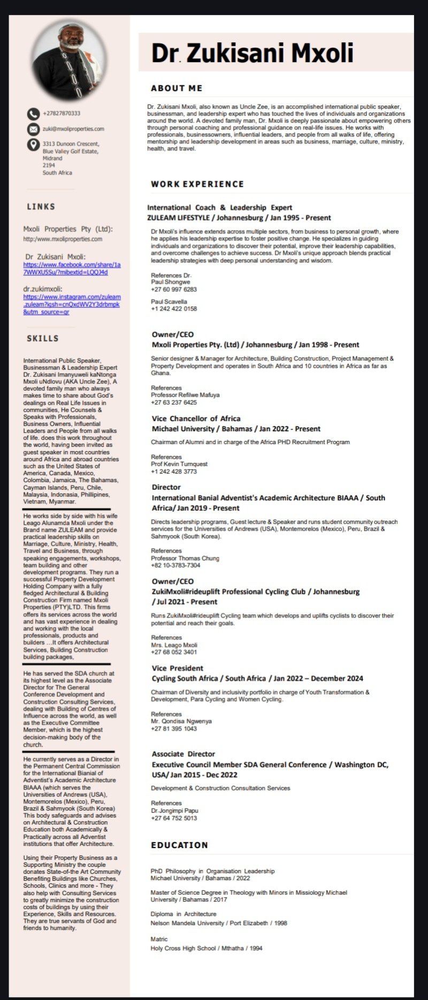 Dr. Zukisani Mxoli
+27827870333
zuki@mxoliproperties.com
3313 Dunoon Crescent,
Blue Valley Golf Estate,
Midrand
2194
South Africa
LINKS
Mxoli Properties Pty (Ltd):
http:/www.mxoliproperties.com
Dr Zukisani Mxoli:
https://www.facebook.com/share/1a
7WWXU5Su/?mibextid=LQQJ4d
dr.zukimxoli:
https://www.instagram.com/zuleam
.zuleam?igsh=cnQxdWV2Y3drbmpk
&utm_source=qr
SKILLS
International Public Speaker,
Businessman & Leadership Expert
Dr. Zukisani Imanyuweli kaNtonga
Mxoli uNdlovu (AKA Uncle Zee), A
devoted family man who always
makes time to share about God's
dealings on Real Life Issues in
communities, He Counsels &
Speaks with Professionals,
Business Owners, Influential
Leaders and People from all walks
of life. does this work throughout
the world, having been invited as
guest speaker in most countries
around Africa and abroad countries
such as the United States of
America, Canada, Mexico,
Colombia, Jamaica, The Bahamas,
Cayman Islands, Peru, Chile,
Malaysia, Indonasia, Phillipines,
Vietnam, Myanmar.
He works side by side with his wife
Leago Alunamda Mxoli under the
Brand name ZULEAM and provide
practical leadership skills on
Marriage, Culture, Ministry, Health,
Travel and Business, through
speaking engagements, workshops,
team building and other
development programs. They run a
successful Property Development
Holding Company with a fully
fledged Architectural & Building
Construction Firm named Mxoli
Properties (PTY)LTD. This firms
offers its services across the world
and has vast experience in dealing
and working with the local
professionals, products and
builders …It offers Architectural
Services, Building Construction
building packages,
He has served the SDA church at
its highest level as the Associate
Director for The General
Conference Development and
Construction Consulting Services,
dealing with Building of Centres of
Influence across the world, as well
as the Executive Committee
Member, which is the highest
decision-making body of the
church.
He currently serves as a Director in
the Permanent Central Commission
for the International Bianial of
Adventist's Academic Architecture
BIAAA (which serves the
Universities of Andrews (USA),
Montemorelos (Mexico), Peru,
Brazil & Sahmyook (South Korea)
This body safeguards and advises
on Architectural & Construction
Education both Academically &
Practically across all Adventist
institutions that offer Architecture.
Using their Property Business as a
Supporting Ministry the couple
donates State-of-the Art Community
Benefiting Buildings like Churches,
Schools, Clinics and more - They
also help with Consulting Services
to greatly minimize the construction
costs of buildings by using their
Experience, Skills and Resources.
They are true servants of God and
friends to humanity.
ABOUT ME
Dr. Zukisani Mxoli, also known as Uncle Zee, is an accomplished international public speaker,
businessman, and leadership expert who has touched the lives of individuals and organizations
around the world. A devoted family man, Dr. Mxoli is deeply passionate about empowering others
through personal coaching and professional guidance on real-life issues. He works with
professionals, businessowners, influential leaders, and people from all walks of life, offering
mentorship and leadership development in areas such as business, marriage, culture, ministry,
health, and travel.
WORK EXPERIENCE
International Coach & Leadership Expert
ZULEAM LIFESTYLE / Johannesburg / Jan 1995 - Present
Dr Mxoli's influence extends across multiple sectors, from business to personal growth, where
he applies his leadership expertise to foster positive change. He specializes in guiding
individuals and organizations to discover their potential, improve their leadership capabilities,
and overcome challenges to achieve success. Dr Mxoli's unique approach blends practical
leadership strategies with deep personal understanding and wisdom.
References Dr.
Paul Shongwe
+27 60 997 6283
Paul Scavella
+1 242 422 0158
Owner/CEO
Mxoli Properties Pty. (Ltd) / Johannesburg / Jan 1998 - Present
Senior designer & Manager for Architecture, Building Construction, Project Management &
Property Development and operates in South Africa and 10 countries in Africa as far as
Ghana.
References
Professor Refilwe Mafuya
+27 63 237 6425
Vice Chancellor of Africa
Michael University / Bahamas / Jan 2022 - Present
Chairman of Alumni and in charge of the Africa PHD Recruitment Program
References
Prof Kevin Turnquest
+1 242 428 3773
Director
International Banial Adventist's Academic Architecture BIAAA / South
Africa/ Jan 2019 - Present
Directs leadership programs, Guest lecture & Speaker and runs student community outreach
services for the Universities of Andrews (USA), Montemorelos (Mexico), Peru, Brazil &
Sahmyook (South Korea).
References
Professor Thomas Chung
+82 10-3783-7304
Owner/CEO
ZukiMxoli#rideuplift Professional Cycling Club / Johannesburg
/ Jul 2021 - Present
Runs ZukiMxoli#rideuplift Cycling team which develops and uplifts cyclists to discover their
potential and reach their goals.
References
Mrs. Leago Mxoli
+27 68 052 3401
Vice President
Cycling South Africa / South Africa / Jan 2022 – December 2024
Chairman of Diversity and inclusivity portfolio in charge of Youth Transformation &
Development, Para Cycling and Women Cycling.
References
Mr. Qondisa Ngwenya
+27 81 395 1043
Associate Director
Executive Council Member SDA General Conference / Washington DC,
USA/ Jan 2015 - Dec 2022
Development & Construction Consultation Services
References
Dr.Jongimpi Papu
+27 64 752 5013
EDUCATION
PhD Philosophy in Organisation Leadership
Michael University / Bahamas / 2022
Master of Science Degree in Theology with Minors in Missiology Michael
University / Bahamas / 2017
Diploma in Architecture
Nelson Mandela University / Port Elizabeth / 1998
Matric
Holy Cross High School / Mthatha / 1994